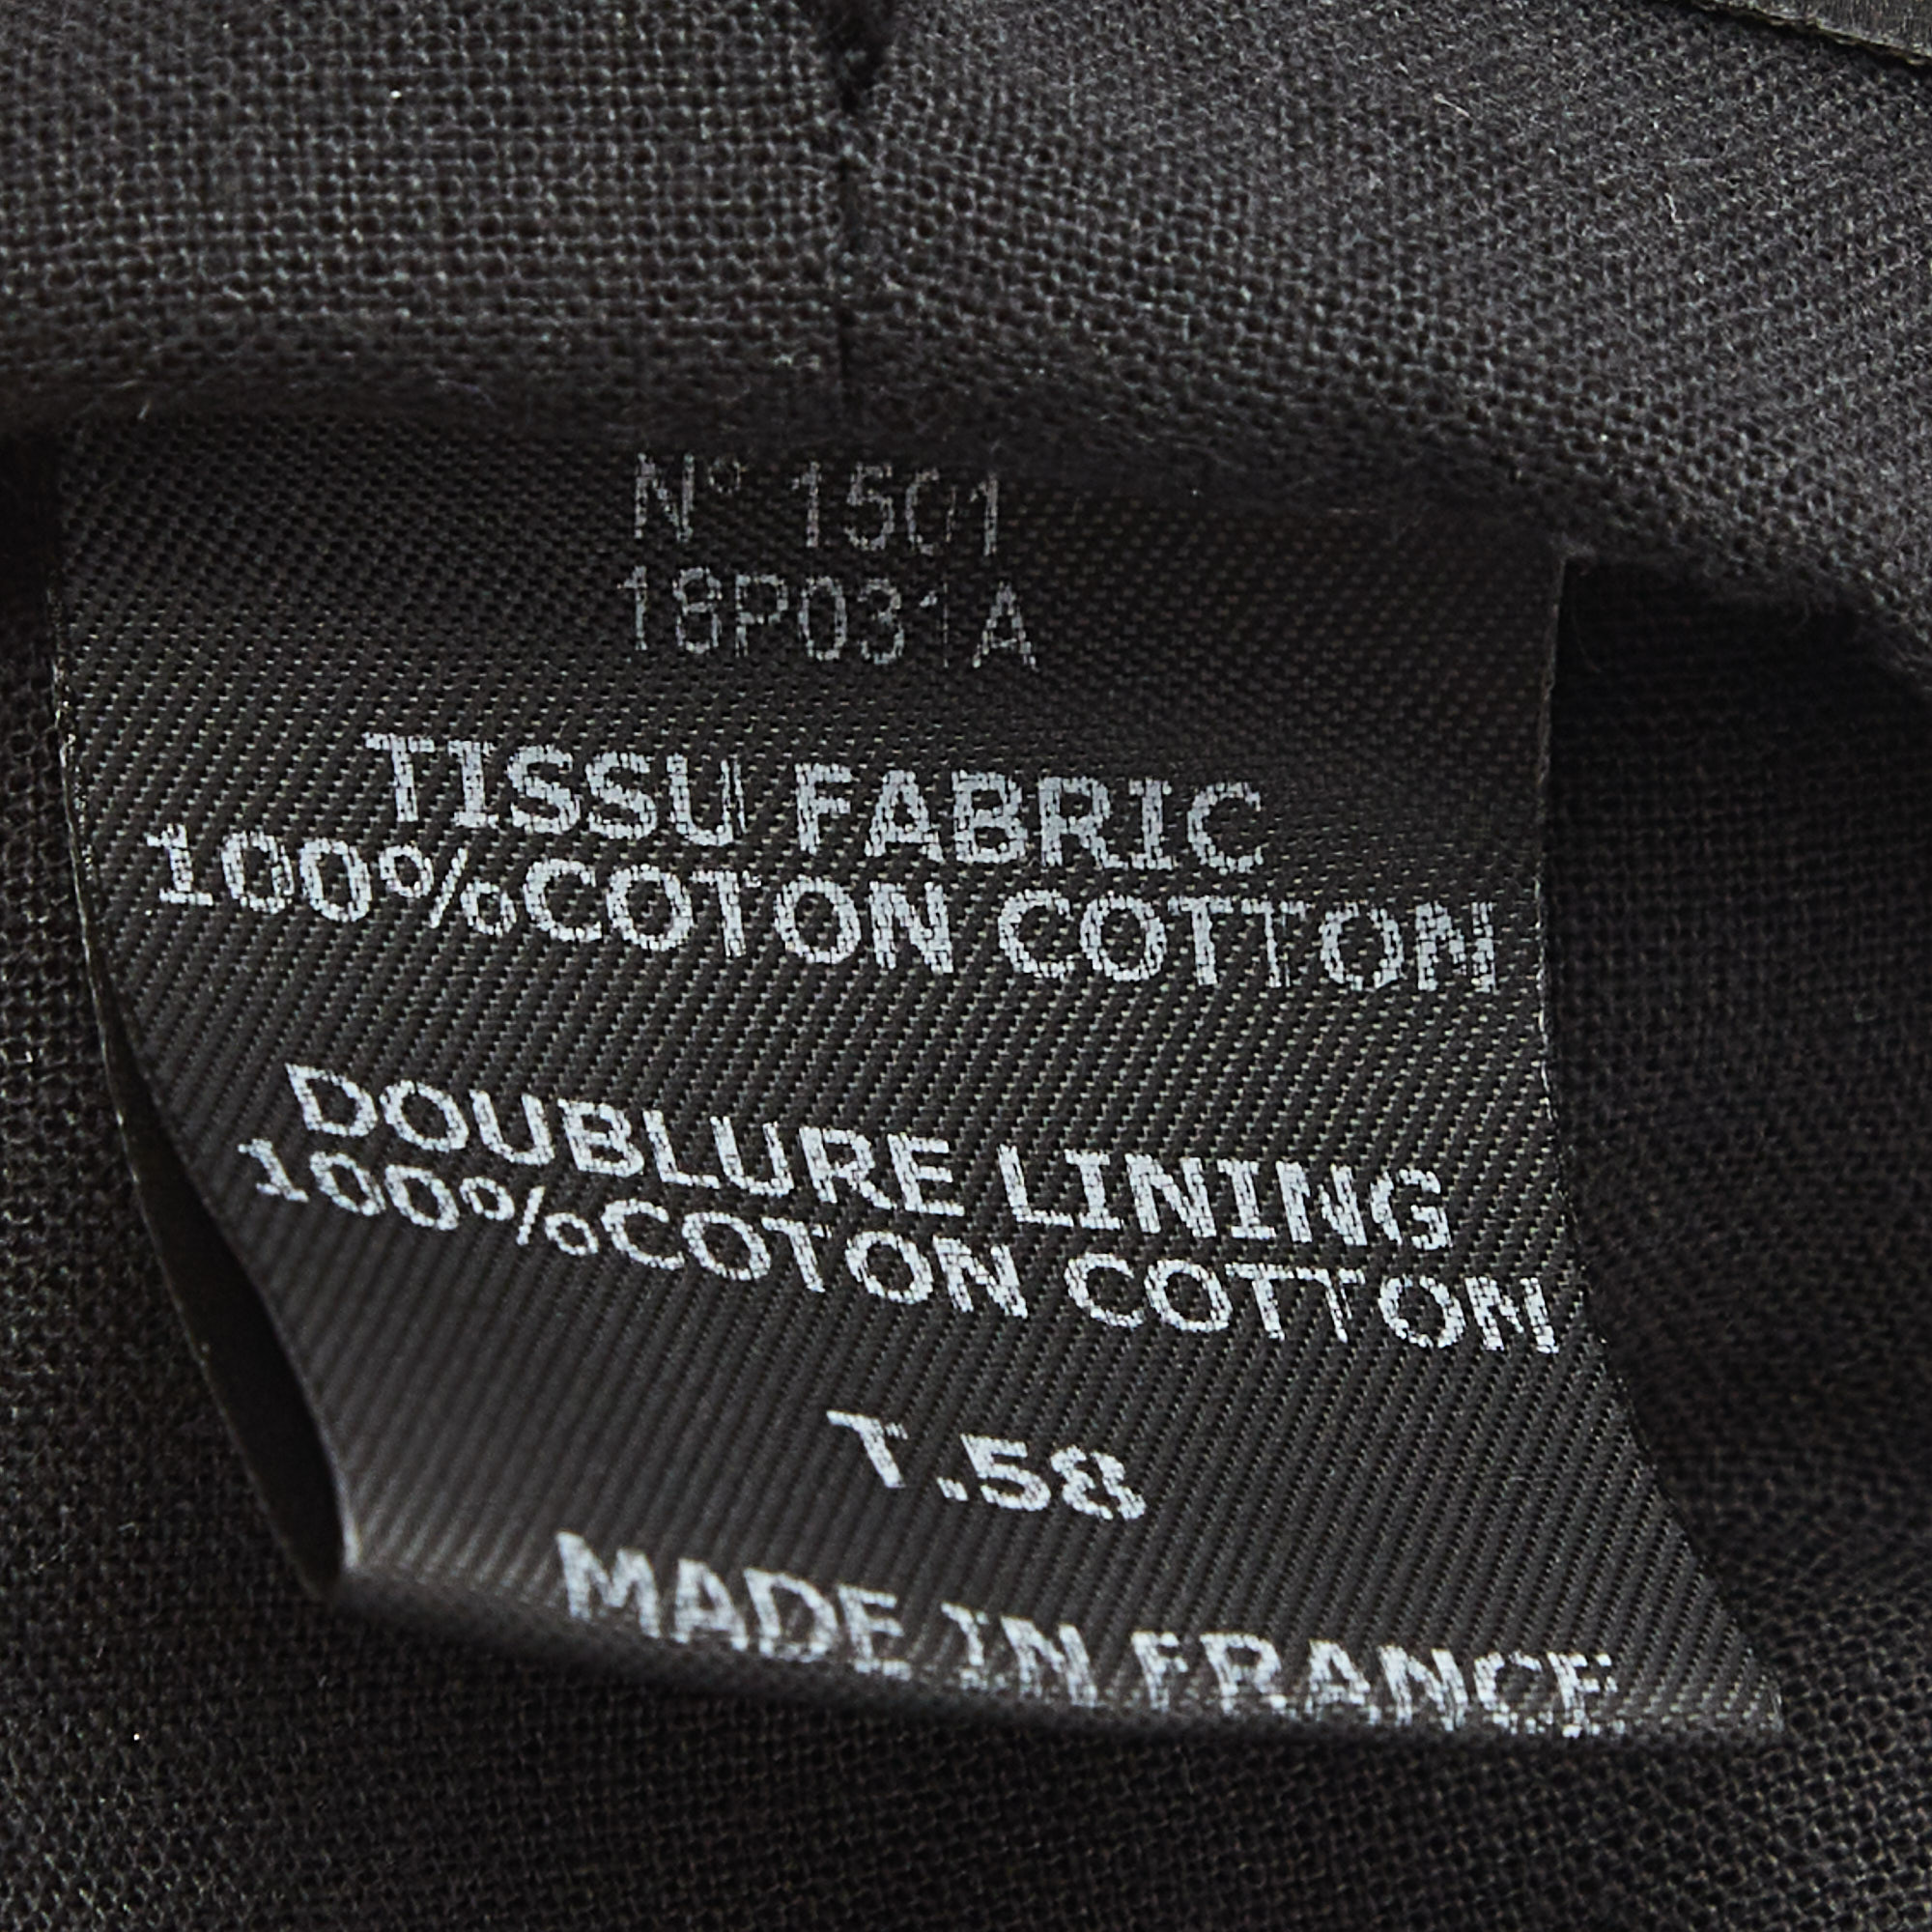 N° 1501
18P031A
TISSU FABRIC
100%COTON COTTON
DOUBLURE LINING
100%COTON COTTON
T.58
MADE IN FRANCE